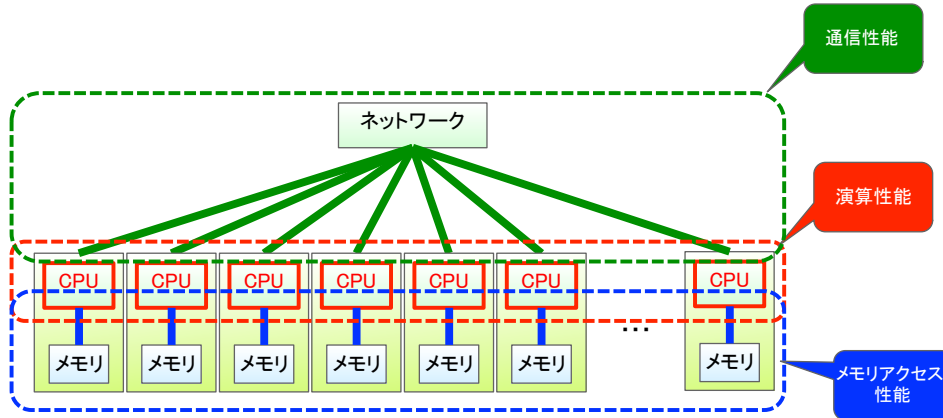 通信性能
ネットワーク
演算性能
CPU
CPU
CPU
CPU
CPU
CPU
CPU
...
メモリ
メモリ
メモリ
メモリ
メモリ
メモリ
メモリ
メモリアクセス
性能